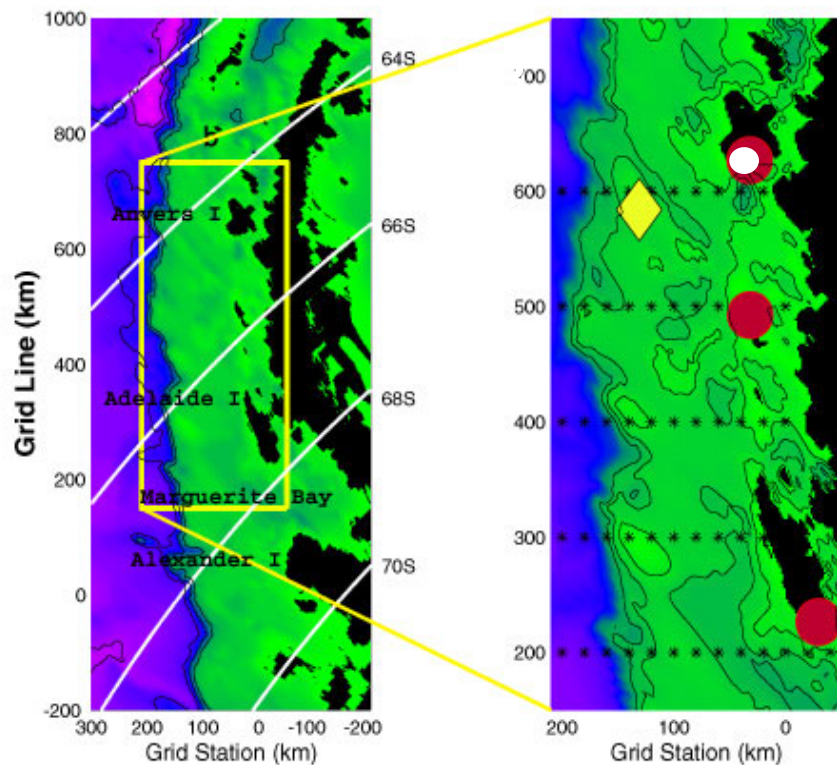 1000
800
600
400
200
0
-200
Grid Line (km)
300 200 100 0 -100 -200
Grid Station (km)
64S
66S
68S
70S
Anvers I
Adelaide I
Marguerite Bay
Alexander I
700
600
500
400
300
200
200 100 0
Grid Station (km)